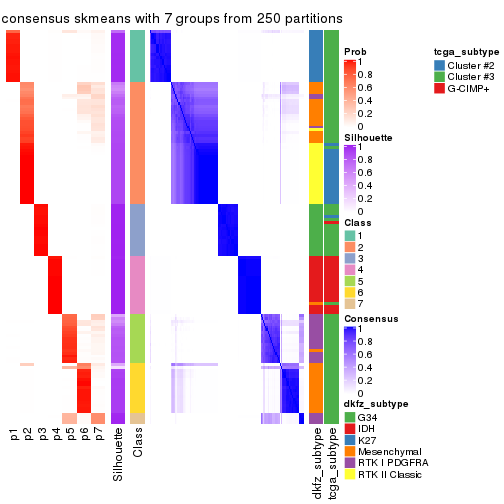 consensus skmeans with 7 groups from 250 partitions
Prob
1
0.8
0.6
0.4
0.2
0
Silhouette
1
0.8
0.6
0.4
0.2
0
Class
1
2
3
4
5
6
7
Consensus
1
0.8
0.6
0.4
0.2
0
dkfz_subtype
G34
IDH
K27
Mesenchymal
RTK I PDGFRA
RTK II Classic
tcga_subtype
Cluster #2
Cluster #3
G-CIMP+
p1
p2
p3
p4
p5
p6
p7
Silhouette
Class
dkfz_subtype
tcga_subtype